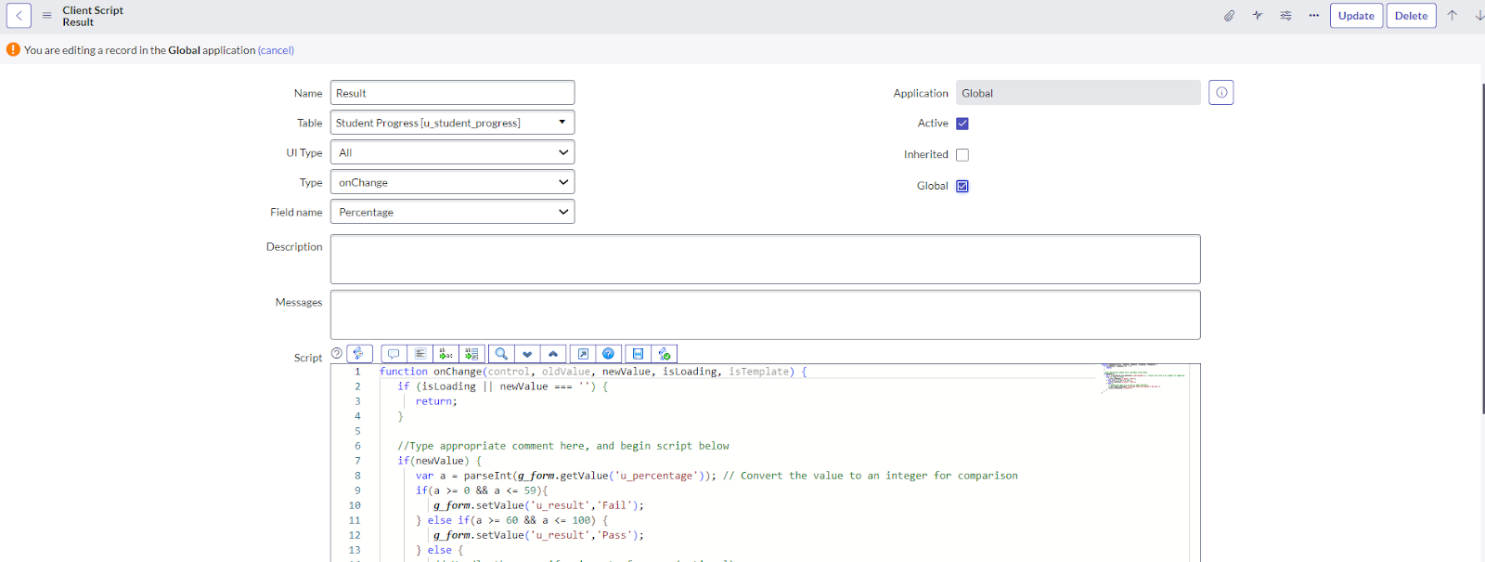 Client Script
Result
Update
Delete
You are editing a record in the Global application (cancel)
Name
Result
Application
Global
Table
Student Progress [u_student_progress]
Active
UI Type
All
Inherited
Type
onChange
Global
Field name
Percentage
Description
Messages
Script
1 function onChange(control, oldValue, newValue, isLoading, isTemplate) {
2 if (isLoading || newValue === '') {
3 return;
4 }
5
6 //Type appropriate comment here, and begin script below
7 if(newValue) {
8 var a = parseInt(g_form.getValue('u_percentage')); // Convert the value to an integer for comparison
9 if(a >= 0 && a <= 59){
10 g_form.setValue('u_result','Fail');
11 } else if(a >= 60 && a <= 100) {
12 g_form.setValue('u_result','Pass');
13 } else {